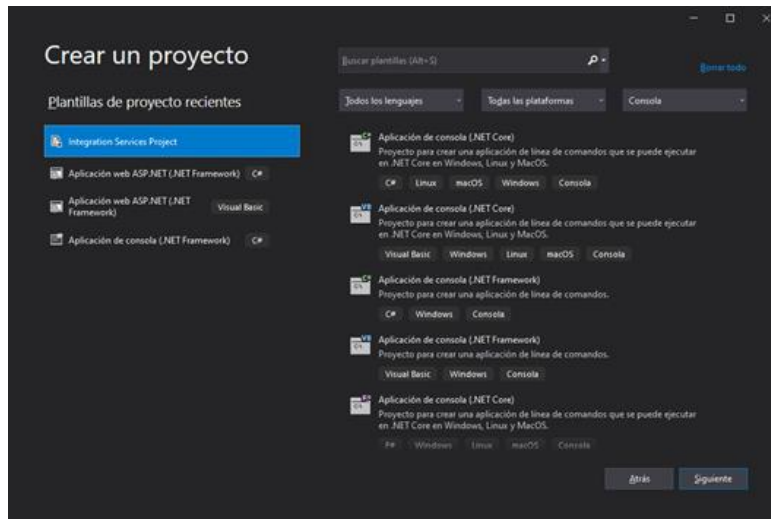 Crear un proyecto
Buscar plantillas (Alt+S)
Borrar todo
Plantillas de proyecto recientes
Todos los lenguajes
Todas las plataformas
Consola
Integration Services Project
Aplicación web ASP.NET (.NET Framework) C#
Aplicación web ASP.NET (.NET
Framework) Visual Basic
Aplicación de consola (.NET Framework) C#
Aplicación de consola (.NET Core)
Proyecto para crear una aplicación de línea de comandos que se puede ejecutar
en .NET Core en Windows, Linux y MacOS.
C# Linux macOS Windows Consola
Aplicación de consola (.NET Core)
Proyecto para crear una aplicación de línea de comandos que se puede ejecutar
en .NET Core en Windows, Linux y MacOS.
Visual Basic Windows Linux macOS Consola
Aplicación de consola (.NET Framework)
Proyecto para crear una aplicación de línea de comandos.
C# Windows Consola
Aplicación de consola (.NET Framework)
Proyecto para crear una aplicación de línea de comandos.
Visual Basic Windows Consola
Aplicación de consola (.NET Core)
Proyecto para crear una aplicación de línea de comandos que se puede ejecutar
en .NET Core en Windows, Linux y MacOS.
F# Windows Linux macOS Consola
Atrás
Siguiente